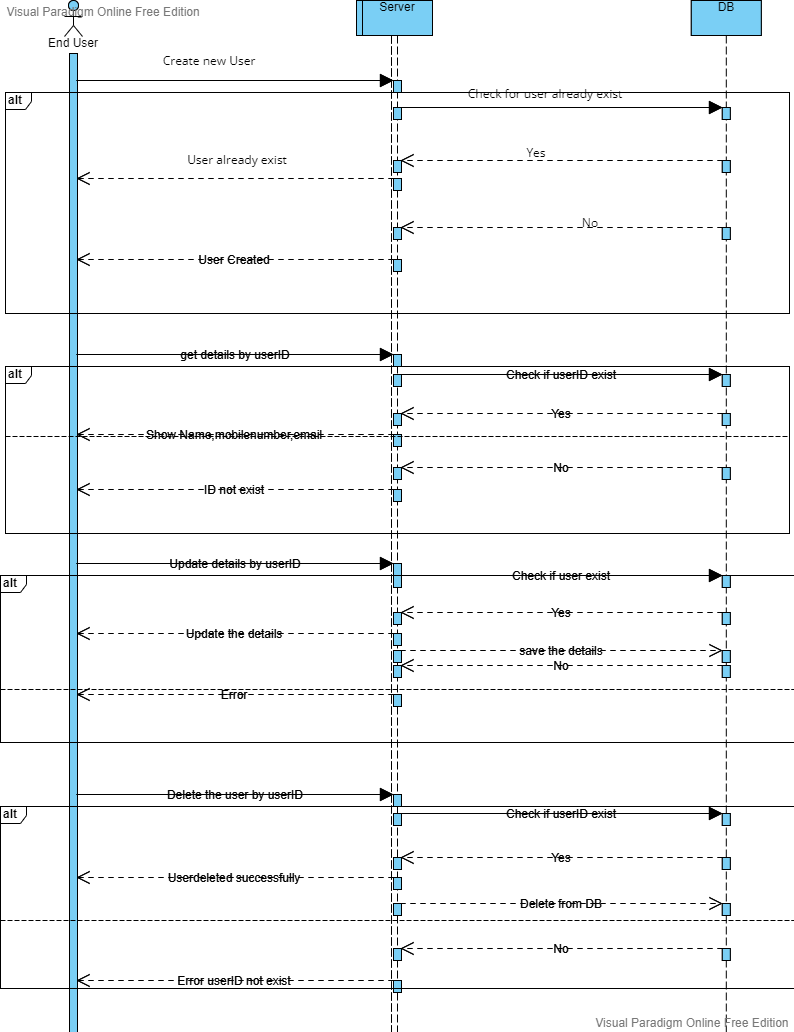 Visual Paradigm Online Free Edition
Server
DB
End User
Create new User
alt
Check for user already exist
Yes
User already exist
No
User Created
get details by userID
alt
Check if userID exist
Yes
Show Name,mobilenumber,email
No
ID not exist
Update details by userID
alt
Check if user exist
Yes
Update the details
save the details
No
Error
Delete the user by userID
alt
Check if userID exist
Yes
Userdeleted successfully
Delete from DB
No
Error userID not exist
Visual Paradigm Online Free Edition